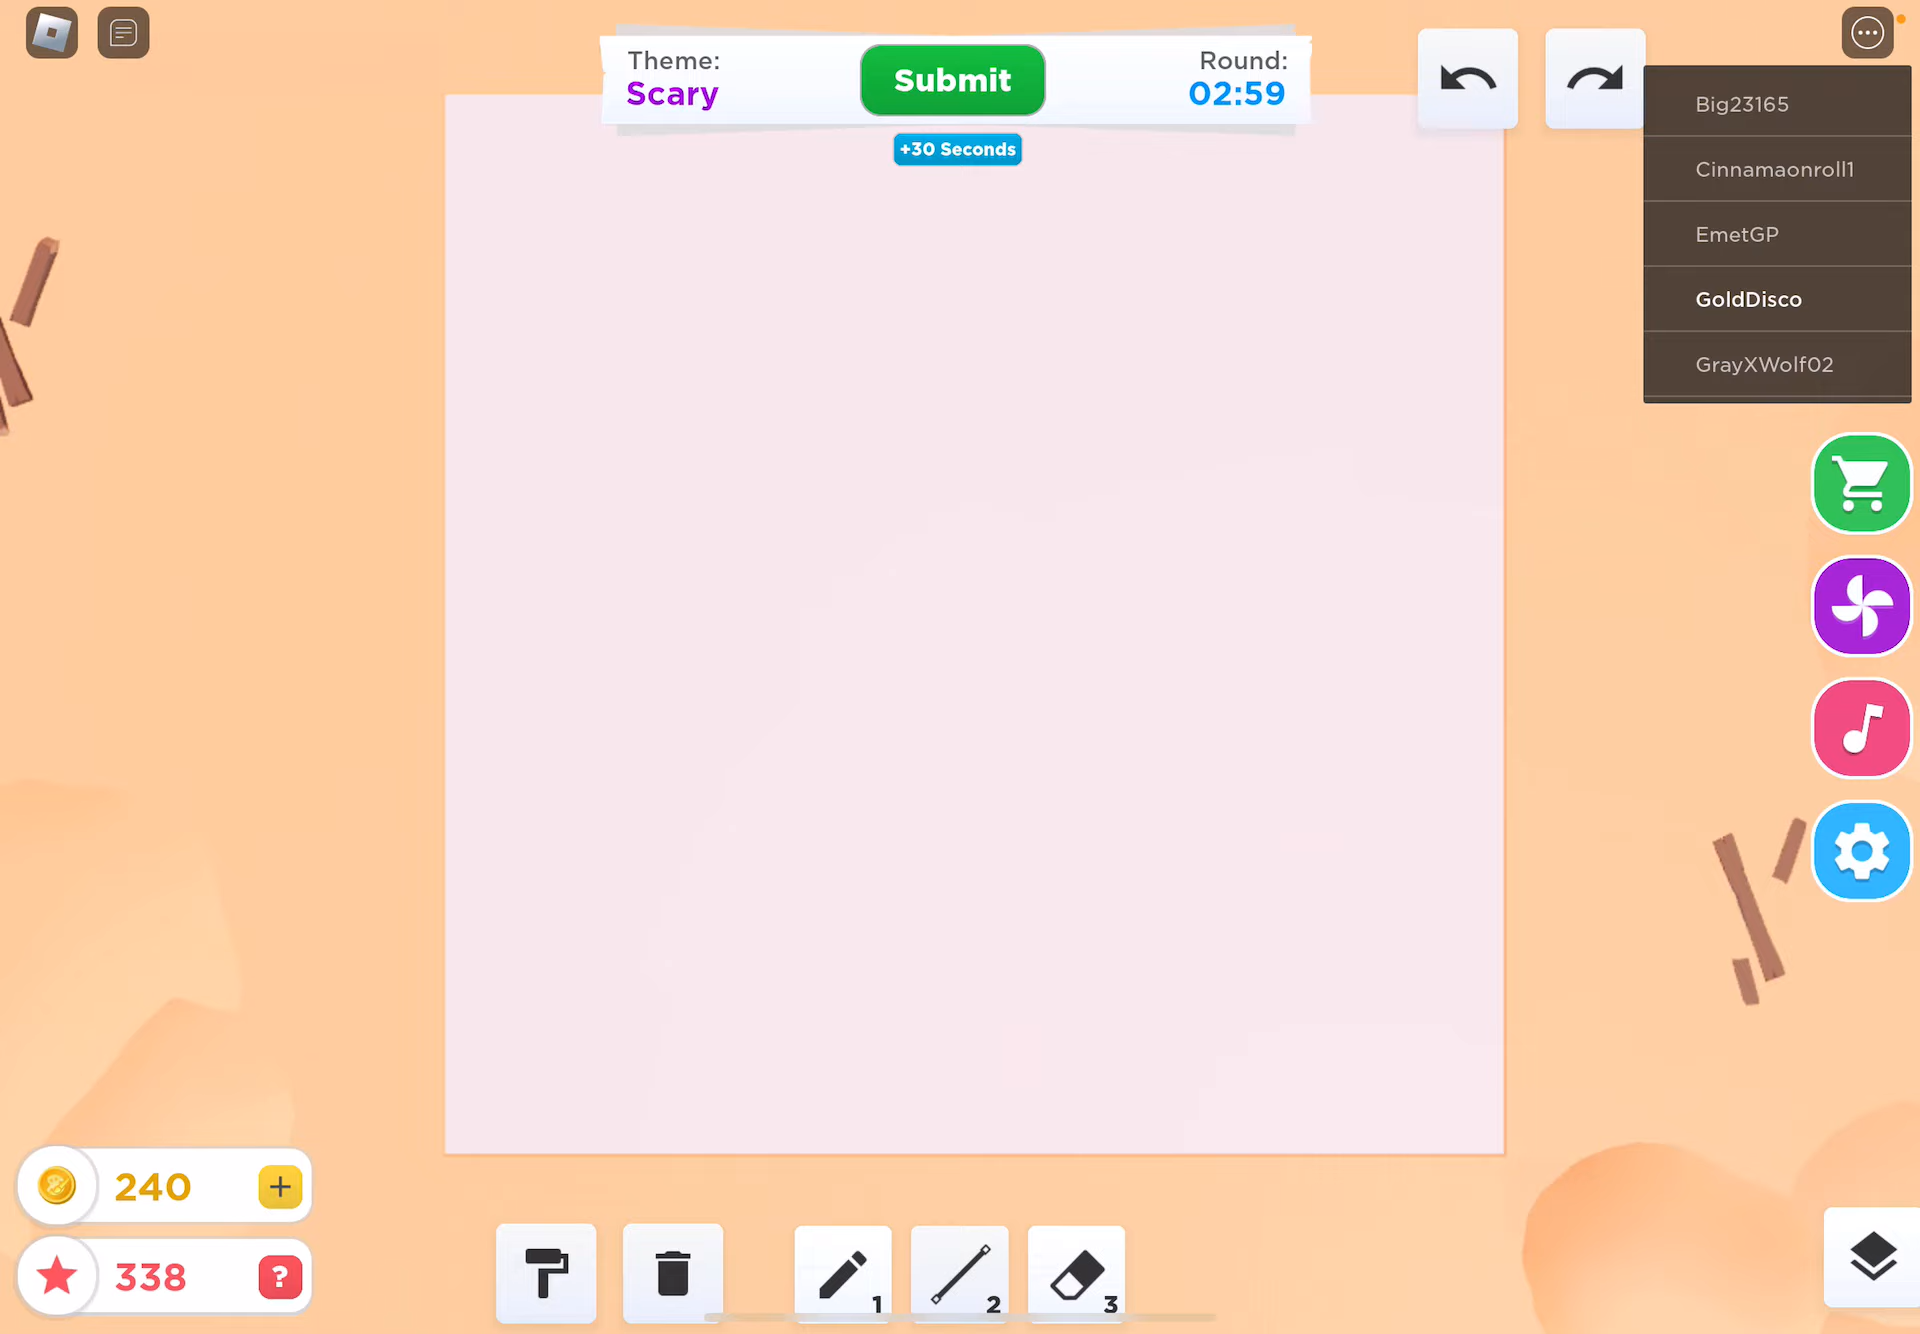 Theme:
Scary
Submit
Round:
02:59
+30 Seconds
Big23165
Cinnamaonroll1
EmetGP
GoldDisco
GrayXWolf02
240
+
338
?
1
2
3